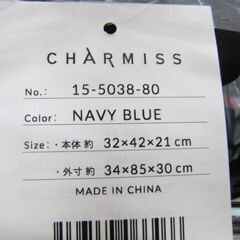 CHARMISS
No.: 15-5038-80
Color: NAVY BLUE
Size: ・本体 約 32×42×21 cm
・外寸 約 34×85×30 cm
MADE IN CHINA